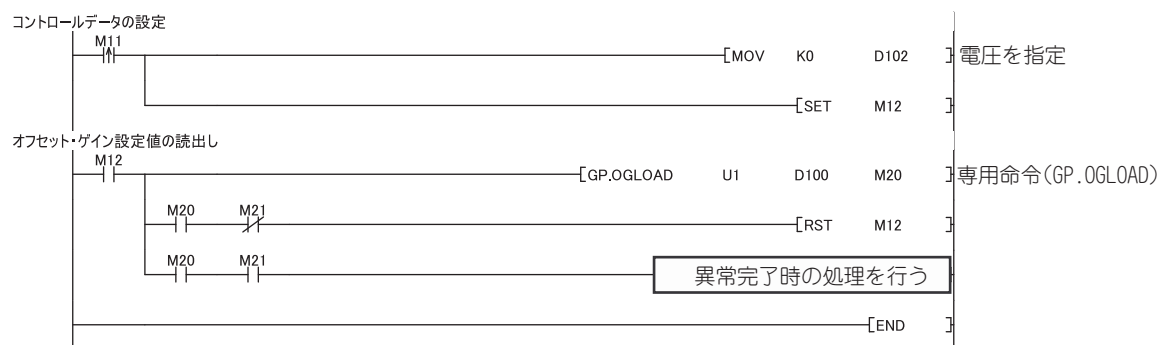 コントロールデータの設定
M11
MOV K0 D102 電圧を指定
SET M12
オフセット・ゲイン設定値の読出し
M12
GP.OGLOAD U1 D100 M20 専用命令(GP.OGLOAD)
M20 M21
RST M12
M20 M21
異常完了時の処理を行う
END